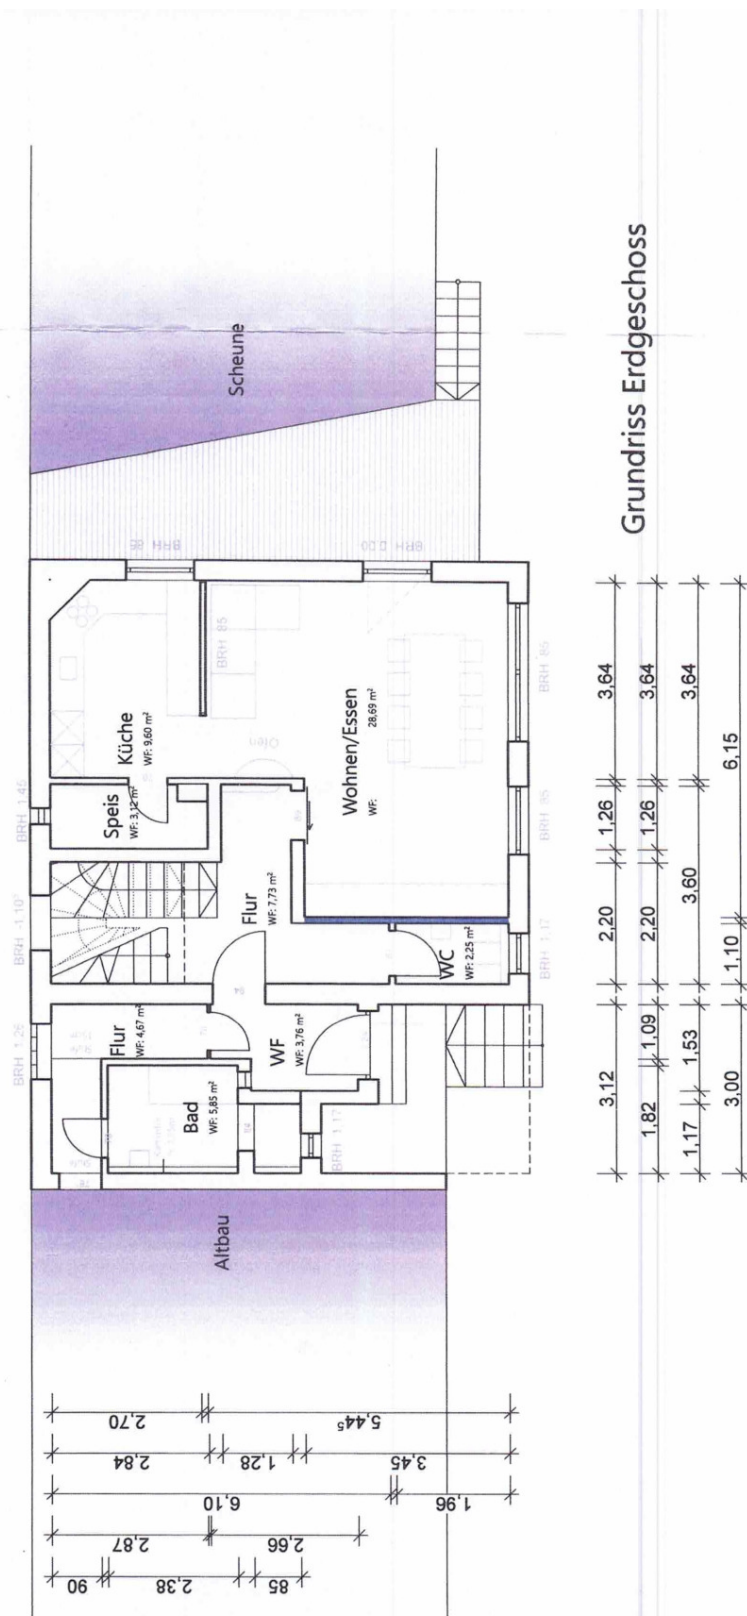 Grundriss Erdgeschoss
Scheune
BRH 85
BRH 0.00
BRH 85
Küche
WF: 9,60 m²
Wohnen/Essen
WF:
28,69 m²
Ofen
BRH 85
BRH 1.45
Speis
WF: 3,12 m²
BRH 85
BRH -1.10⁵
Flur
WF: 7,73 m²
WC
WF: 2,25 m²
BRH 1.17
BRH 1.26
Flur
WF: 4,67 m²
WF
WF: 3,76 m²
Bad
WF: 5,85 m²
BRH 1.17
Altbau
3,12
2,20
1,26
3,64
1,82
1,09
2,20
1,26
3,64
1,17
1,53
3,60
3,64
3,00
1,10
6,15
2,70
5,44⁵
2,84
1,28
3,45
6,10
1,96
2,87
2,66
90
2,38
85